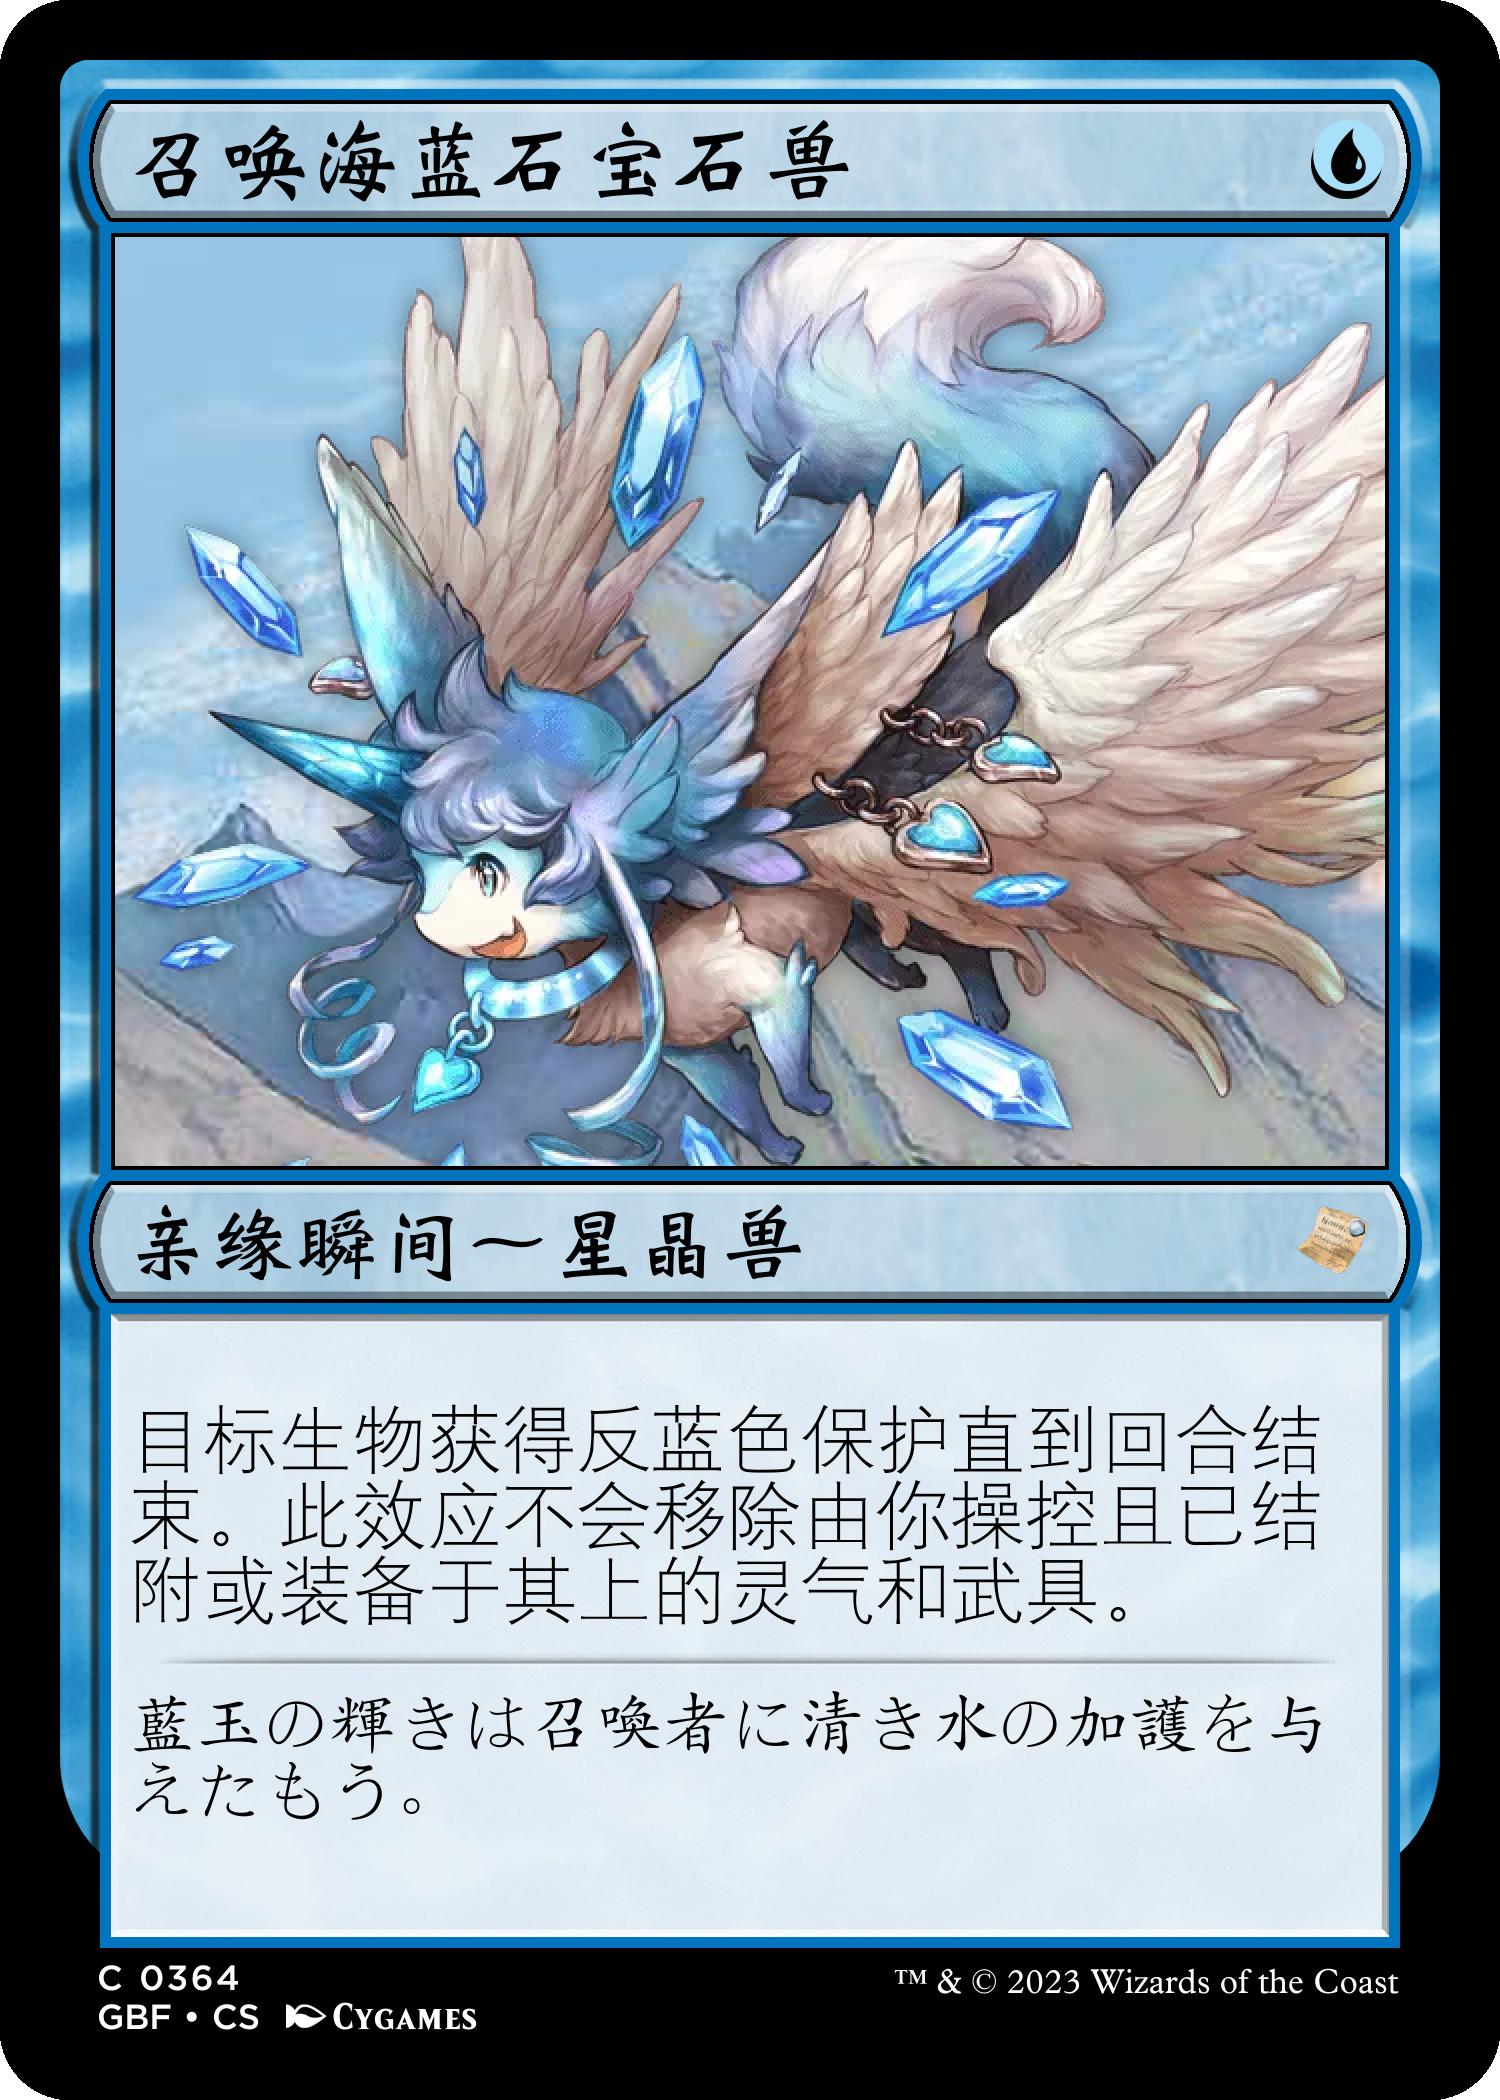 召唤海蓝石宝石兽
亲缘瞬间～星晶兽
目标生物获得反蓝色保护直到回合结
束。此效应不会移除由你操控且已结
附或装备于其上的灵气和武具。
藍玉の輝きは召喚者に清き水の加護を与
えたもう。
C 0364
™ & © 2023 Wizards of the Coast
GBF • CS CYGAMES